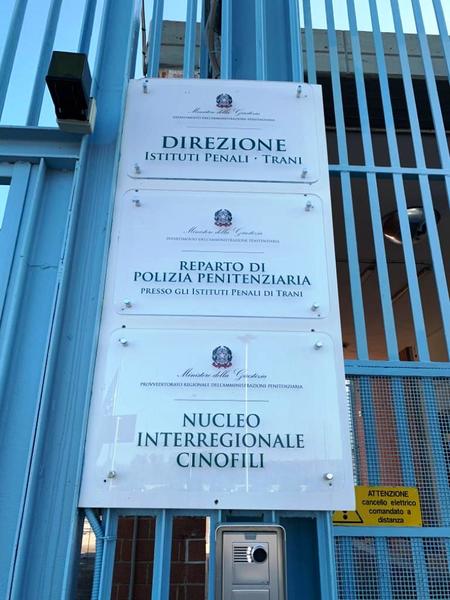 Ministero della Giustizia
DIPARTIMENTO DELL'AMMINISTRAZIONE PENITENZIARIA
DIREZIONE
ISTITUTI PENALI · TRANI
Ministero della Giustizia
DIPARTIMENTO DELL'AMMINISTRAZIONE PENITENZIARIA
REPARTO DI
POLIZIA PENITENZIARIA
PRESSO GLI ISTITUTI PENALI DI TRANI
Ministero della Giustizia
PROVVEDITORATO REGIONALE DELL'AMMINISTRAZIONE PENITENZIARIA
NUCLEO
INTERREGIONALE
CINOFILI
ATTENZIONE
cancello elettrico
comandato a
distanza